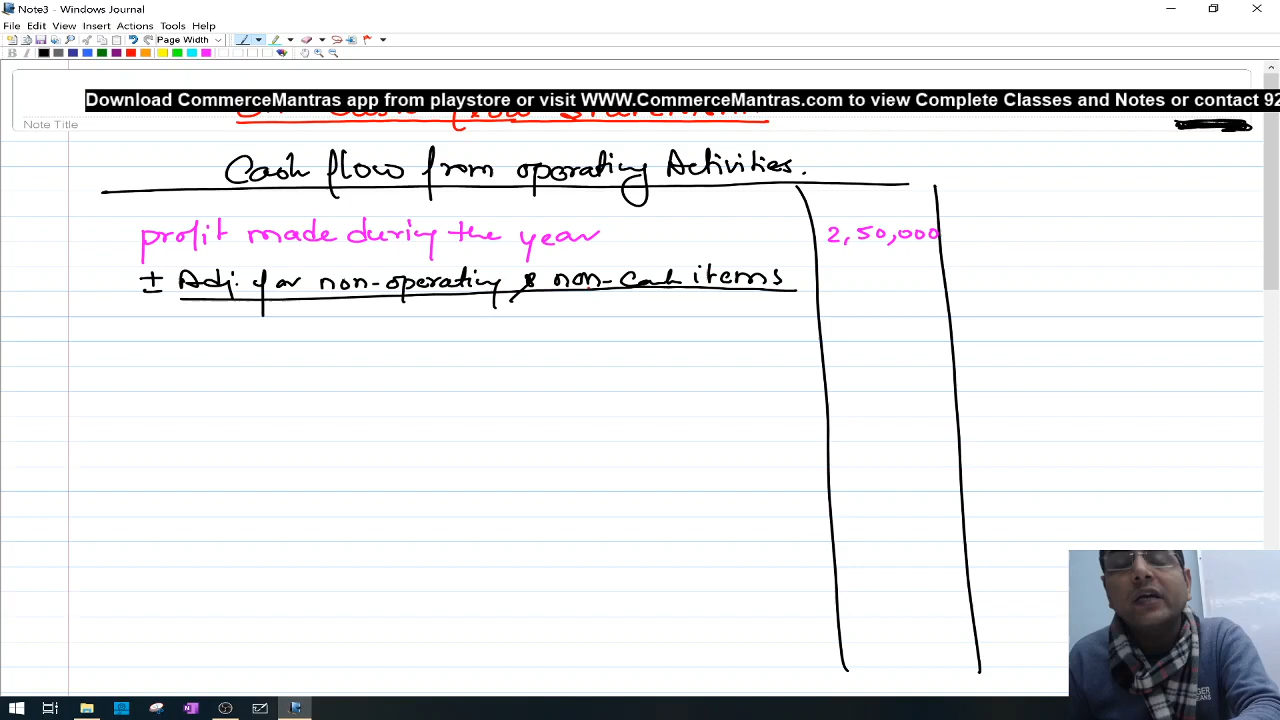 Note3 - Windows Journal
File Edit View Insert Actions Tools Help
Page Width
B I
Download CommerceMantras app from playstore or visit WWW.CommerceMantras.com to view Complete Classes and Notes or contact 92
Note Title
Cash flow from operating Activities.
profit made during the year 2,50,000
± Adj. for non-operating & non-cash items